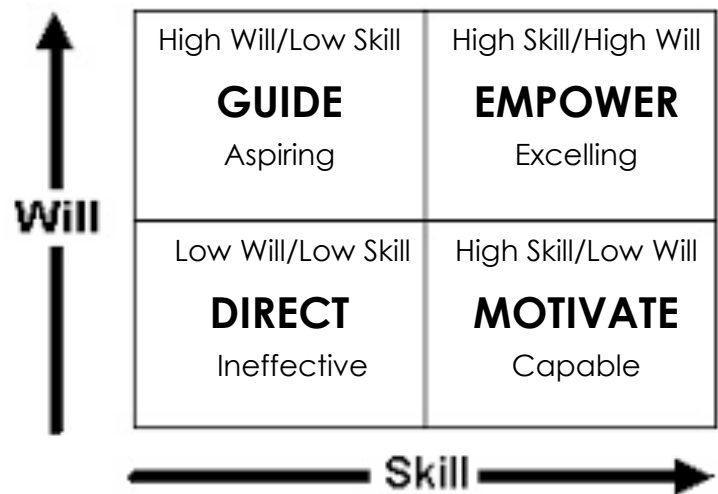 High Will/Low Skill
GUIDE
Aspiring
High Skill/High Will
EMPOWER
Excelling
Will
Low Will/Low Skill
DIRECT
Ineffective
High Skill/Low Will
MOTIVATE
Capable
Skill